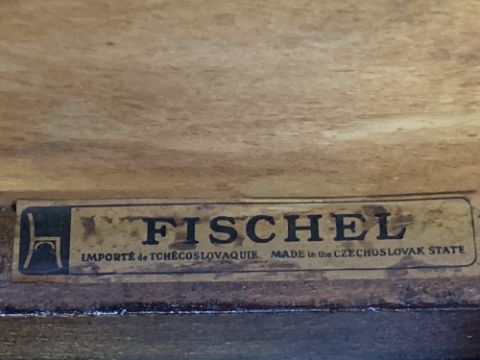 FISCHEL
IMPORTÉ de TCHÉCOSLOVAQUIE MADE in the CZECHOSLOVAK STATE